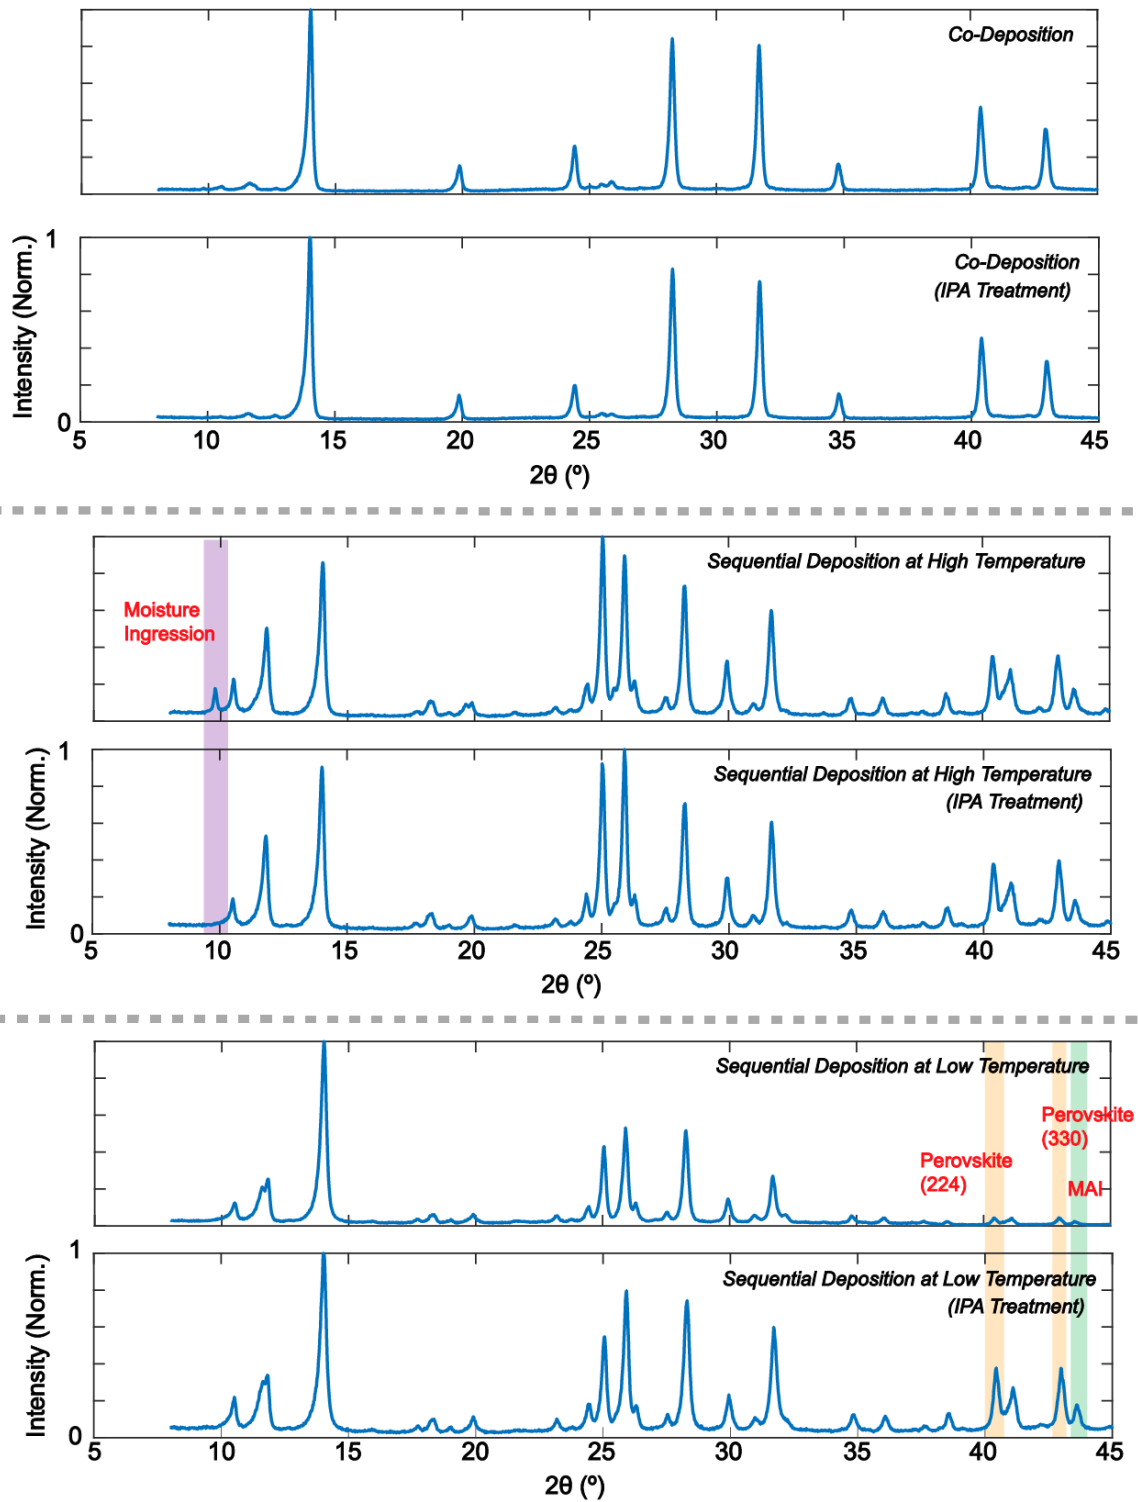 Co-Deposition
1
Co-Deposition
(IPA Treatment)
Intensity (Norm.)
0
5 10 15 20 25 30 35 40 45
2θ (º)
Sequential Deposition at High Temperature
Moisture
Ingression
1
Sequential Deposition at High Temperature
(IPA Treatment)
Intensity (Norm.)
0
5 10 15 20 25 30 35 40 45
2θ (º)
Sequential Deposition at Low Temperature
Perovskite
(330)
Perovskite
(224)
MAI
1
Sequential Deposition at Low Temperature
(IPA Treatment)
Intensity (Norm.)
0
5 10 15 20 25 30 35 40 45
2θ (º)